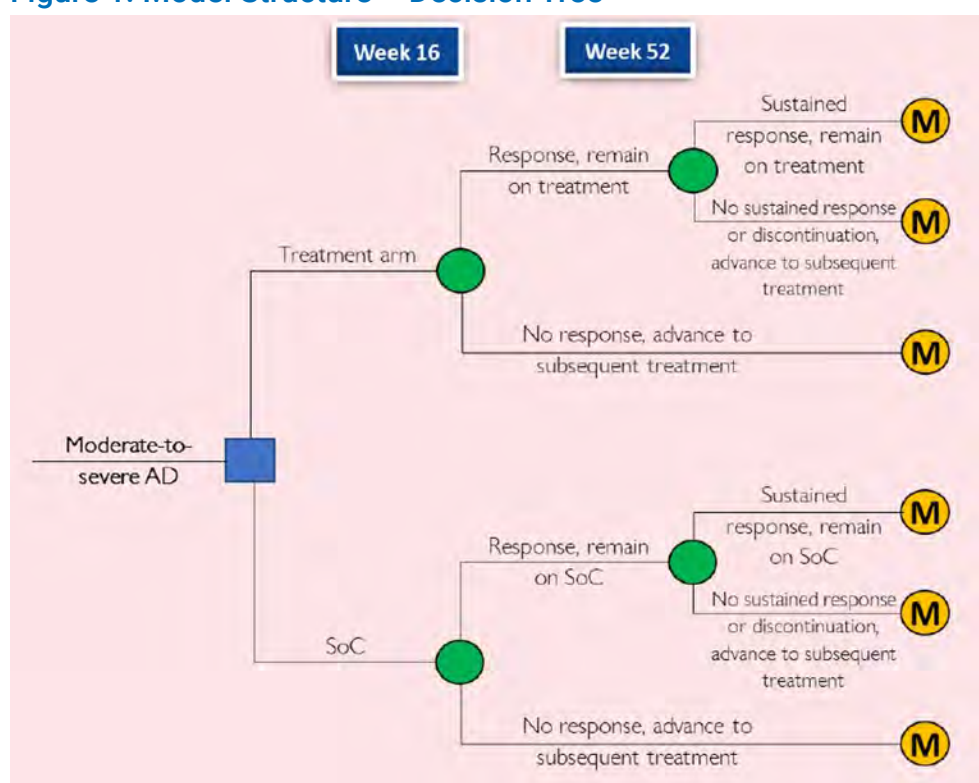 Model Structure – Decision Tree
Week 16
Week 52
Sustained
response, remain
on treatment
M
Response, remain
on treatment
No sustained response
or discontinuation,
advance to subsequent
treatment
M
Treatment arm
No response, advance to
subsequent treatment
M
Moderate-to-
severe AD
Sustained
response, remain
on SoC
M
Response, remain
on SoC
No sustained response
or discontinuation,
advance to subsequent
treatment
M
SoC
No response, advance to
subsequent treatment
M